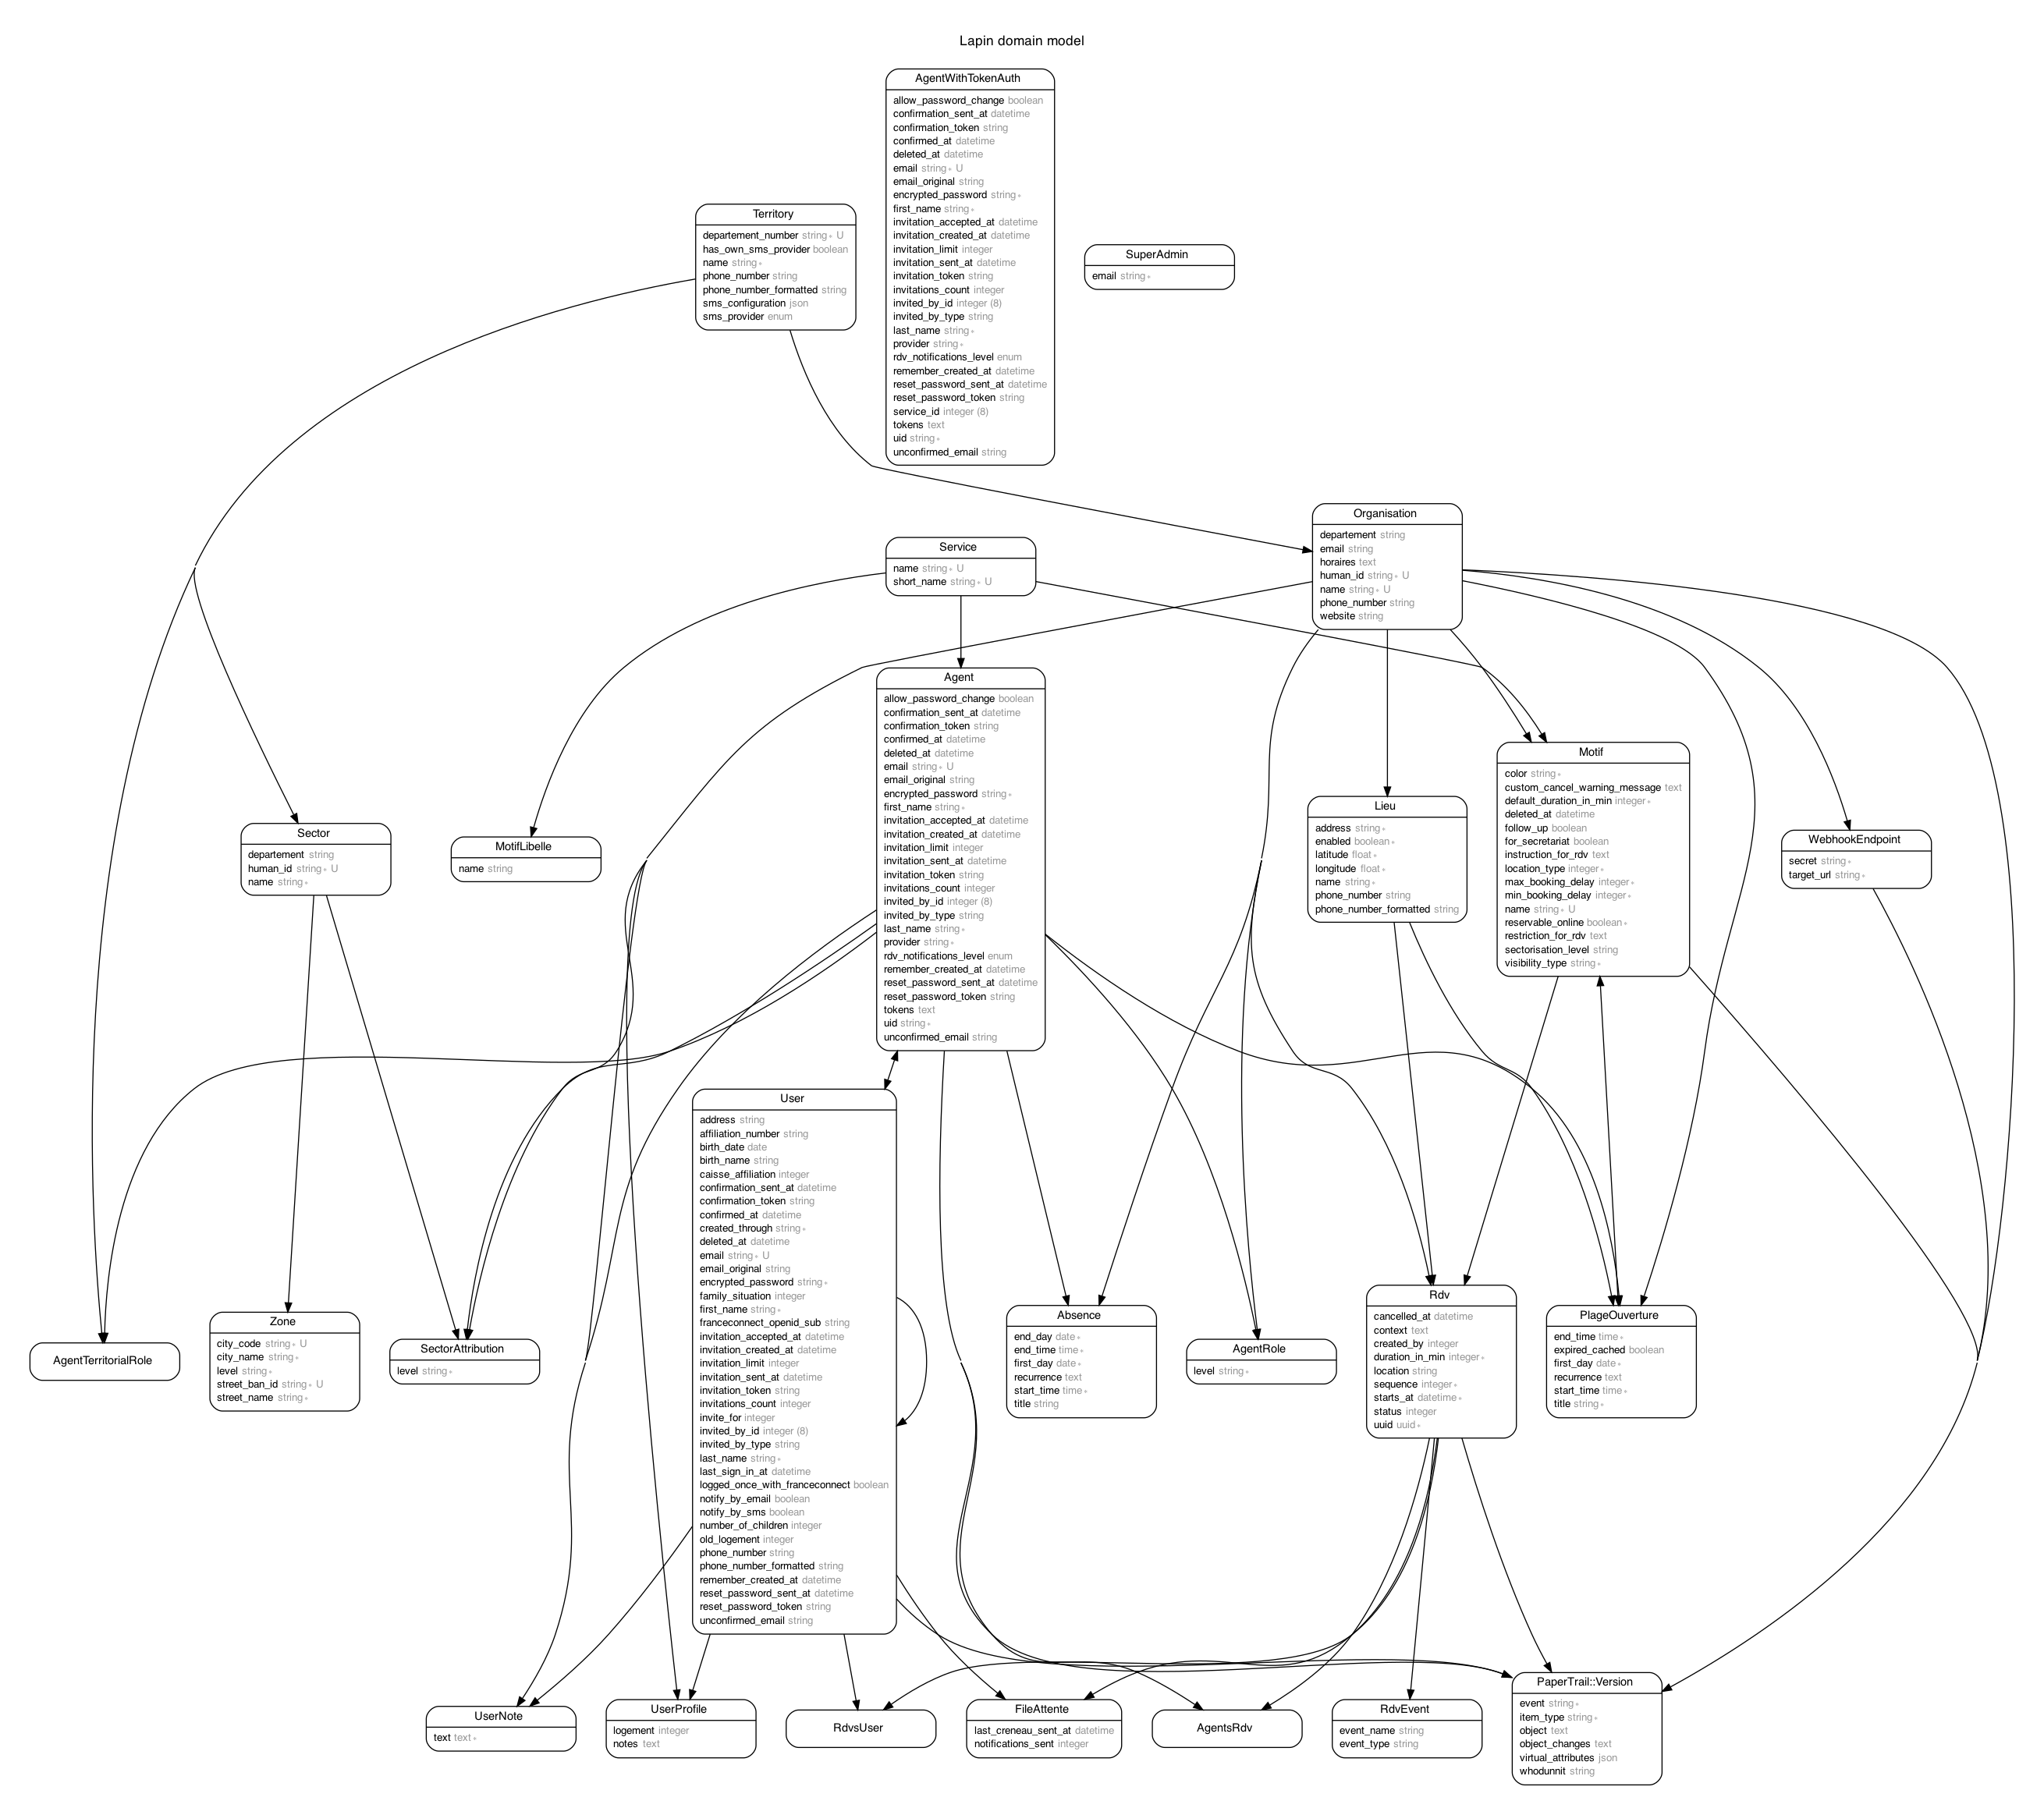 Lapin domain model
AgentWithTokenAuth
allow_password_change boolean
confirmation_sent_at datetime
confirmation_token string
confirmed_at datetime
deleted_at datetime
email string* U
email_original string
encrypted_password string*
first_name string*
invitation_accepted_at datetime
invitation_created_at datetime
invitation_limit integer
invitation_sent_at datetime
invitation_token string
invitations_count integer
invited_by_id integer (8)
invited_by_type string
last_name string*
provider string*
rdv_notifications_level enum
remember_created_at datetime
reset_password_sent_at datetime
reset_password_token string
service_id integer (8)
tokens text
uid string*
unconfirmed_email string
Territory
departement_number string* U
has_own_sms_provider boolean
name string*
phone_number string
phone_number_formatted string
sms_configuration json
sms_provider enum
SuperAdmin
email string*
Organisation
departement string
email string
horaires text
human_id string* U
name string* U
phone_number string
website string
Service
name string* U
short_name string* U
Agent
allow_password_change boolean
confirmation_sent_at datetime
confirmation_token string
confirmed_at datetime
deleted_at datetime
email string* U
email_original string
encrypted_password string*
first_name string*
invitation_accepted_at datetime
invitation_created_at datetime
invitation_limit integer
invitation_sent_at datetime
invitation_token string
invitations_count integer
invited_by_id integer (8)
invited_by_type string
last_name string*
provider string*
rdv_notifications_level enum
remember_created_at datetime
reset_password_sent_at datetime
reset_password_token string
tokens text
uid string*
unconfirmed_email string
Motif
color string*
custom_cancel_warning_message text
default_duration_in_min integer*
deleted_at datetime
follow_up boolean
for_secretariat boolean
instruction_for_rdv text
location_type integer*
max_booking_delay integer*
min_booking_delay integer*
name string* U
reservable_online boolean*
restriction_for_rdv text
sectorisation_level string
visibility_type string*
Lieu
address string*
enabled boolean*
latitude float*
longitude float*
name string*
phone_number string
phone_number_formatted string
Sector
departement string
human_id string* U
name string*
MotifLibelle
name string
WebhookEndpoint
secret string*
target_url string*
User
address string
affiliation_number string
birth_date date
birth_name string
caisse_affiliation integer
confirmation_sent_at datetime
confirmation_token string
confirmed_at datetime
created_through string*
deleted_at datetime
email string* U
email_original string
encrypted_password string*
family_situation integer
first_name string*
franceconnect_openid_sub string
invitation_accepted_at datetime
invitation_created_at datetime
invitation_limit integer
invitation_sent_at datetime
invitation_token string
invitations_count integer
invite_for integer
invited_by_id integer (8)
invited_by_type string
last_name string*
last_sign_in_at datetime
logged_once_with_franceconnect boolean
notify_by_email boolean
notify_by_sms boolean
number_of_children integer
old_logement integer
phone_number string
phone_number_formatted string
remember_created_at datetime
reset_password_sent_at datetime
reset_password_token string
unconfirmed_email string
AgentTerritorialRole
Zone
city_code string* U
city_name string*
level string*
street_ban_id string* U
street_name string*
SectorAttribution
level string*
Absence
end_day date*
end_time time*
first_day date*
recurrence text
start_time time*
title string
AgentRole
level string*
Rdv
cancelled_at datetime
context text
created_by integer
duration_in_min integer*
location string
sequence integer*
starts_at datetime*
status integer
uuid uuid*
PlageOuverture
end_time time*
expired_cached boolean
first_day date*
recurrence text
start_time time*
title string*
UserNote
text text*
UserProfile
logement integer
notes text
RdvsUser
FileAttente
last_creneau_sent_at datetime
notifications_sent integer
AgentsRdv
RdvEvent
event_name string
event_type string
PaperTrail::Version
event string*
item_type string*
object text
object_changes text
virtual_attributes json
whodunnit string